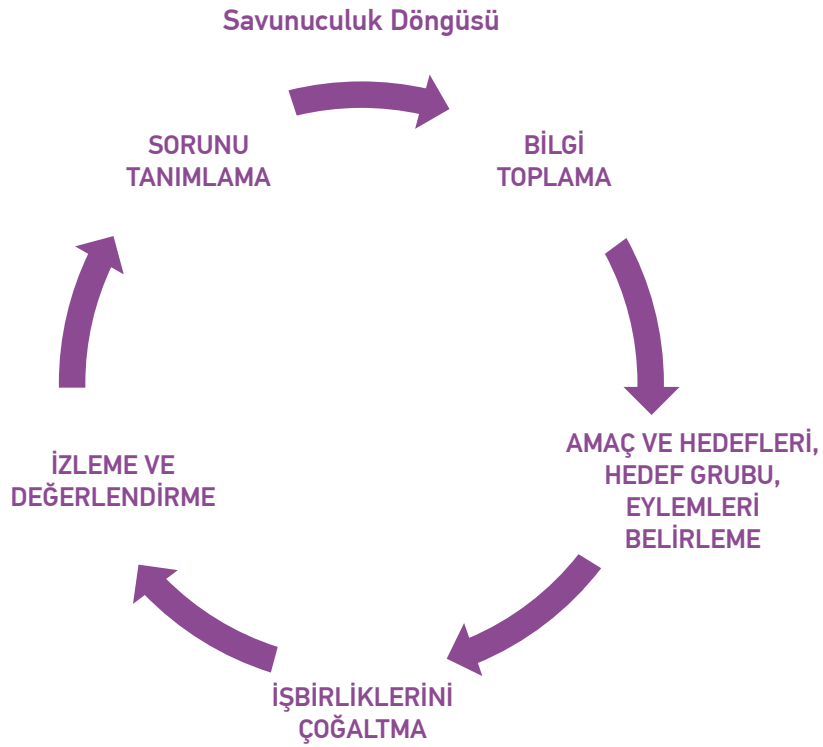 Savunuculuk Döngüsü
SORUNU
TANIMLAMA
BİLGİ
TOPLAMA
AMAÇ VE HEDEFLERİ,
HEDEF GRUBU,
EYLEMLERİ
BELİRLEME
İŞBİRLİKLERİNİ
ÇOĞALTMA
İZLEME VE
DEĞERLENDİRME